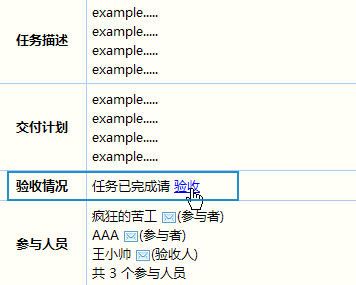 任务描述
example.....
example.....
example.....
example.....
交付计划
example.....
example.....
example.....
example.....
验收情况
任务已完成请 验收
参与人员
疯狂的苦工 (参与者)
AAA (参与者)
王小帅 (验收人)
共 3 个参与人员